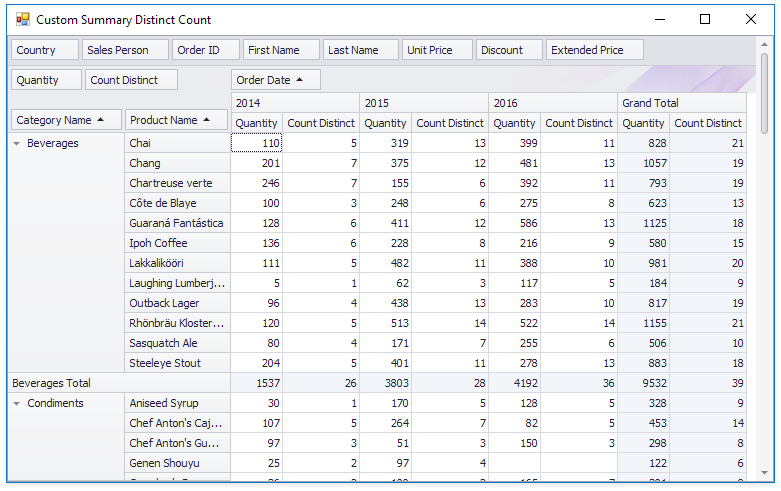 Custom Summary Distinct Count
Country Sales Person Order ID First Name Last Name Unit Price Discount Extended Price
Quantity Count Distinct Order Date
2014 2015 2016 Grand Total
Category Name Product Name Quantity Count Distinct Quantity Count Distinct Quantity Count Distinct Quantity Count Distinct
Beverages Chai 110 5 319 13 399 11 828 21
Chang 201 7 375 12 481 13 1057 19
Chartreuse verte 246 7 155 6 392 11 793 19
Côte de Blaye 100 3 248 6 275 8 623 13
Guaraná Fantástica 128 6 411 12 586 13 1125 18
Ipoh Coffee 136 6 228 8 216 9 580 15
Lakkalikööri 111 5 482 11 388 10 981 20
Laughing Lumberj... 5 1 62 3 117 5 184 9
Outback Lager 96 4 438 13 283 10 817 19
Rhönbräu Kloster... 120 5 513 14 522 14 1155 21
Sasquatch Ale 80 4 171 7 255 6 506 10
Steeleye Stout 204 5 401 11 278 13 883 18
Beverages Total 1537 26 3803 28 4192 36 9532 39
Condiments Aniseed Syrup 30 1 170 5 128 5 328 9
Chef Anton's Caj... 107 5 264 7 82 5 453 14
Chef Anton's Gu... 97 3 51 3 150 3 298 8
Genen Shouyu 25 2 97 4 122 6